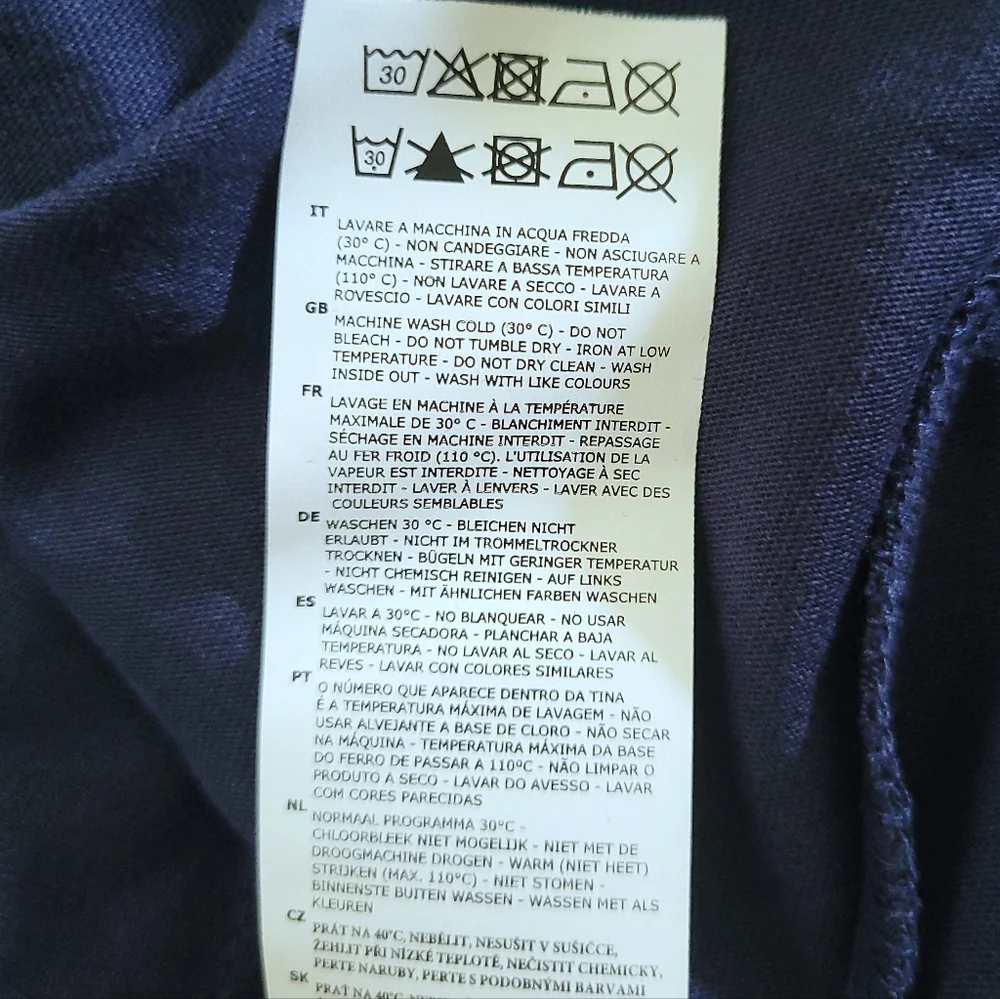 30
30
IT
LAVARE A MACCHINA IN ACQUA FREDDA
(30° C) - NON CANDEGGIARE - NON ASCIUGARE A
MACCHINA - STIRARE A BASSA TEMPERATURA
(110° C) - NON LAVARE A SECCO - LAVARE A
ROVESCIO - LAVARE CON COLORI SIMILI
GB
MACHINE WASH COLD (30° C) - DO NOT
BLEACH - DO NOT TUMBLE DRY - IRON AT LOW
TEMPERATURE - DO NOT DRY CLEAN - WASH
INSIDE OUT - WASH WITH LIKE COLOURS
FR
LAVAGE EN MACHINE À LA TEMPÉRATURE
MAXIMALE DE 30° C - BLANCHIMENT INTERDIT -
SÉCHAGE EN MACHINE INTERDIT - REPASSAGE
AU FER FROID (110 °C). L'UTILISATION DE LA
VAPEUR EST INTERDITE - NETTOYAGE À SEC
INTERDIT - LAVER À LENVERS - LAVER AVEC DES
COULEURS SEMBLABLES
DE
WASCHEN 30 °C - BLEICHEN NICHT
ERLAUBT - NICHT IM TROMMELTROCKNER
TROCKNEN - BÜGELN MIT GERINGER TEMPERATUR
- NICHT CHEMISCH REINIGEN - AUF LINKS
WASCHEN - MIT ÄHNLICHEN FARBEN WASCHEN
ES
LAVAR A 30°C - NO BLANQUEAR - NO USAR
MÁQUINA SECADORA - PLANCHAR A BAJA
TEMPERATURA - NO LAVAR AL SECO - LAVAR AL
REVES - LAVAR CON COLORES SIMILARES
PT
O NÚMERO QUE APARECE DENTRO DA TINA
É A TEMPERATURA MÁXIMA DE LAVAGEM - NÃO
USAR ALVEJANTE A BASE DE CLORO - NÃO SECAR
NA MÁQUINA - TEMPERATURA MÁXIMA DA BASE
DO FERRO DE PASSAR A 110ºC - NÃO LIMPAR O
PRODUTO A SECO - LAVAR DO AVESSO - LAVAR
COM CORES PARECIDAS
NL
NORMAAL PROGRAMMA 30°C -
CHLOORBLEEK NIET MOGELIJK - NIET MET DE
DROOGMACHINE DROGEN - WARM (NIET HEET)
STRIJKEN (MAX. 110°C) - NIET STOMEN -
BINNENSTE BUITEN WASSEN - WASSEN MET ALS
KLEUREN
CZ
PRÁT NA 40°C, NEBĚLIT, NESUŠIT V SUŠIČCE,
ŽEHLIT PŘI NÍZKÉ TEPLOTĚ, NEČISTIT CHEMICKY,
PERTE NARUBY, PERTE S PODOBNÝMI BARVAMI
SK
PRAŤ NA 40°C,